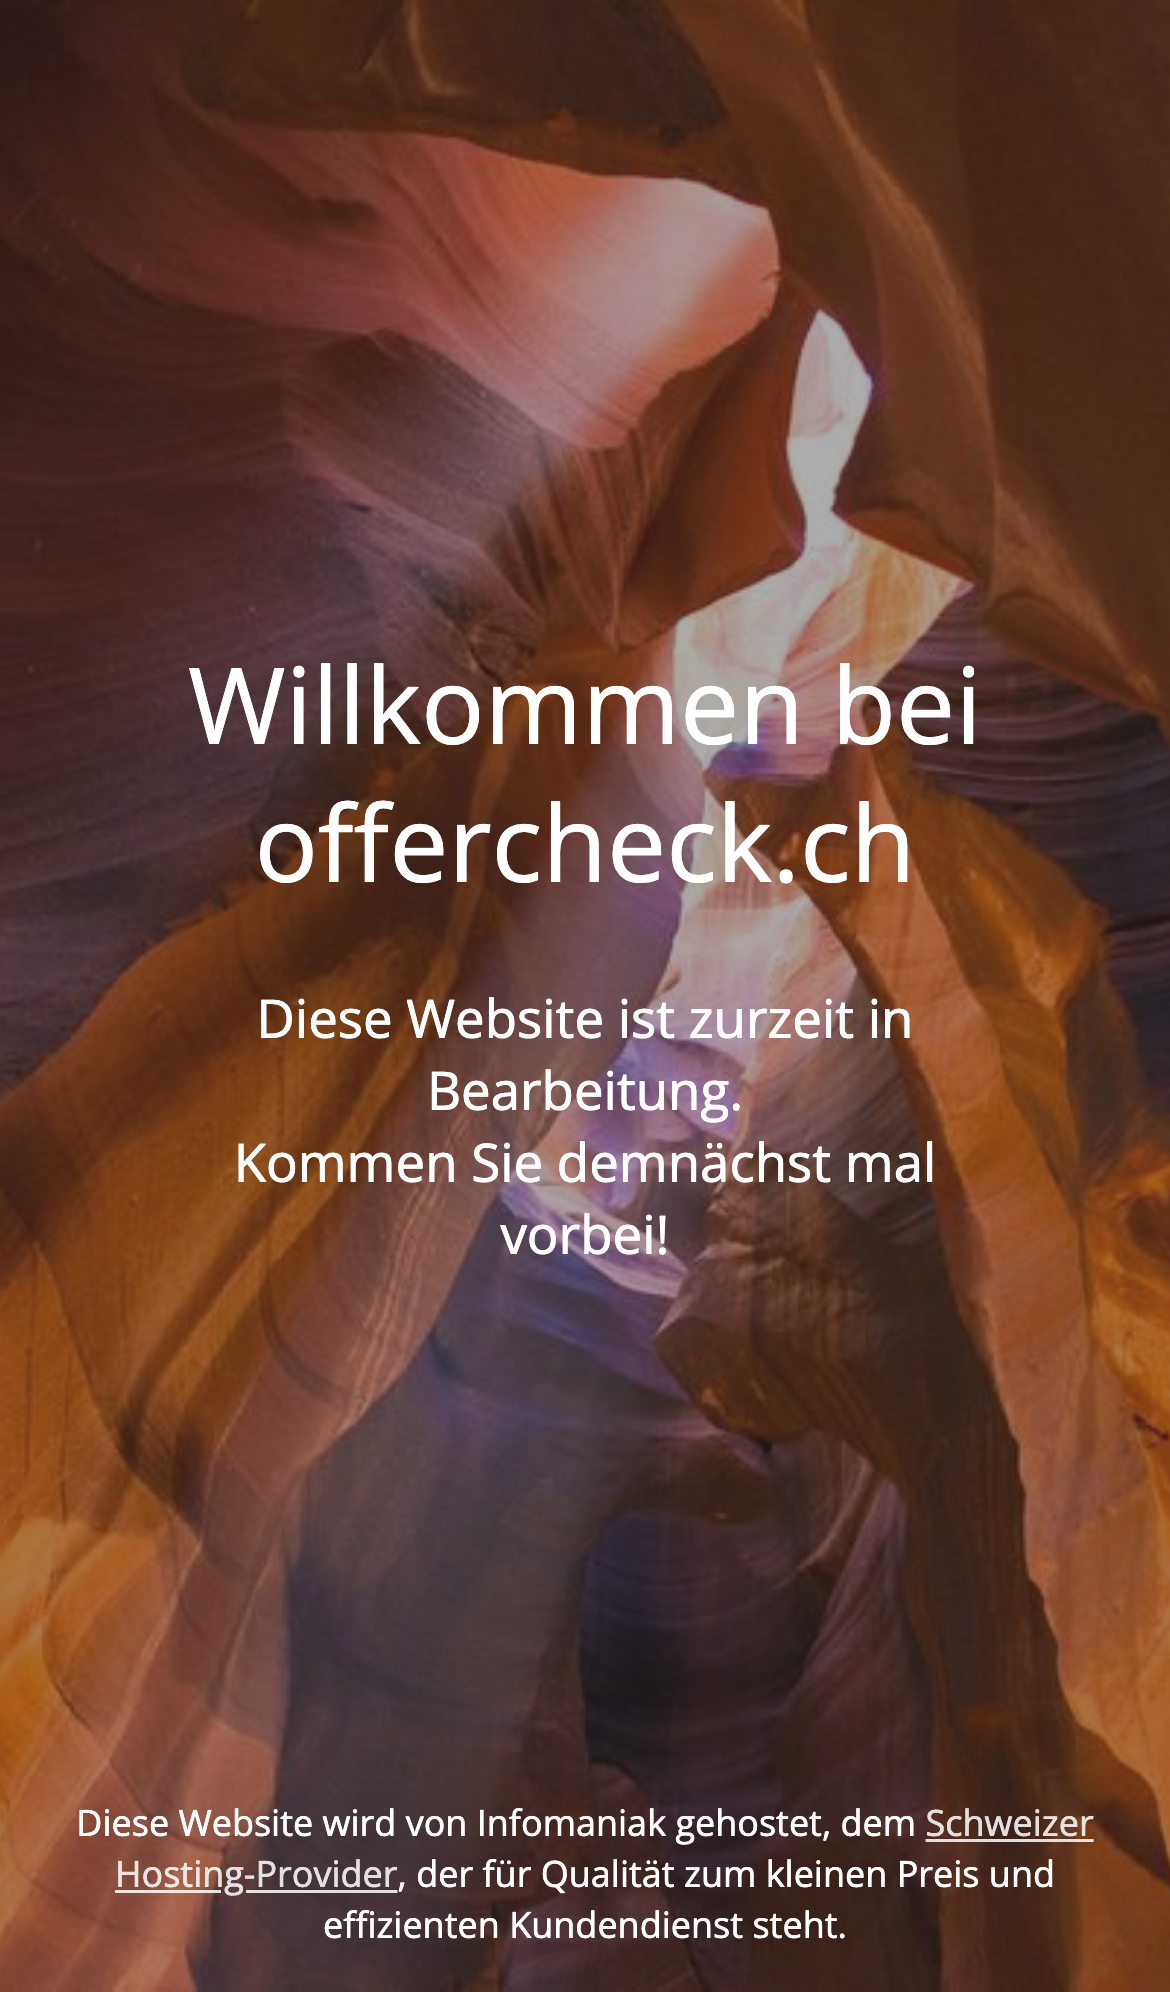 Willkommen bei
offercheck.ch
Diese Website ist zurzeit in
Bearbeitung.
Kommen Sie demnächst mal
vorbei!
Diese Website wird von Infomaniak gehostet, dem Schweizer
Hosting-Provider, der für Qualität zum kleinen Preis und
effizienten Kundendienst steht.